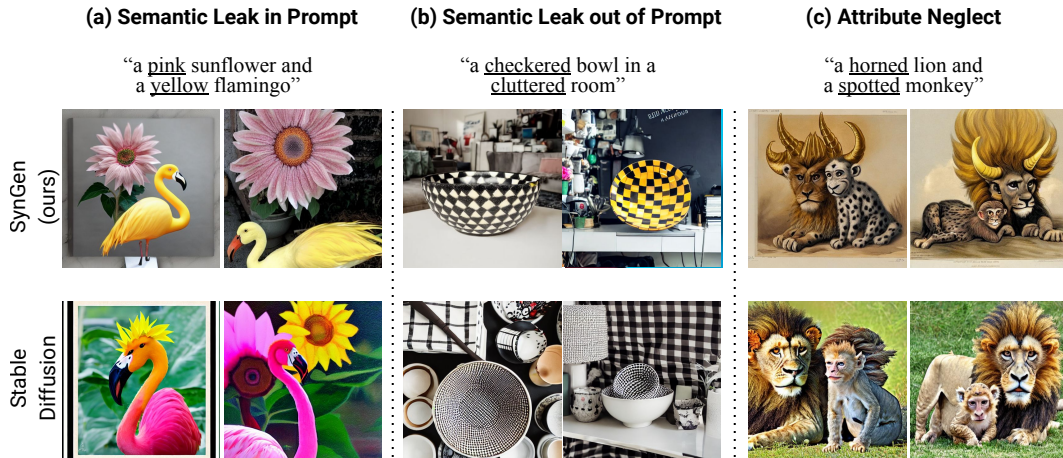 (a) Semantic Leak in Prompt
(b) Semantic Leak out of Prompt
(c) Attribute Neglect
“a pink sunflower and
a yellow flamingo”
“a checkered bowl in a
cluttered room”
“a horned lion and
a spotted monkey”
SynGen
(ours)
Stable
Diffusion